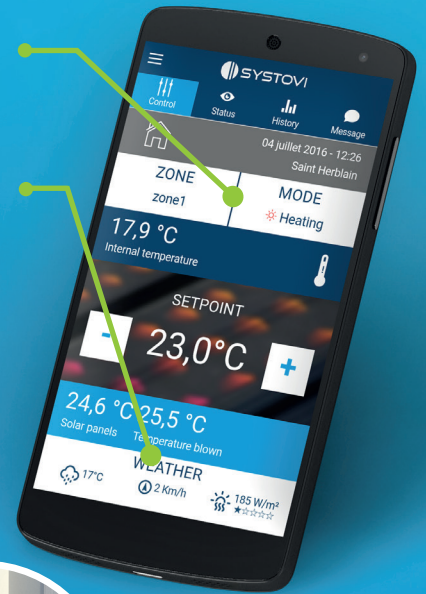 SYSTOVI
Control Status History Message
04 juillet 2016 - 12:26
Saint Herblain
ZONE MODE
zone1 Heating
17,9 °C
Internal temperature
SETPOINT
- 23,0°C +
24,6 °C 25,5 °C
Solar panels Temperature blown
WEATHER
17°C 2 Km/h 185 W/m²